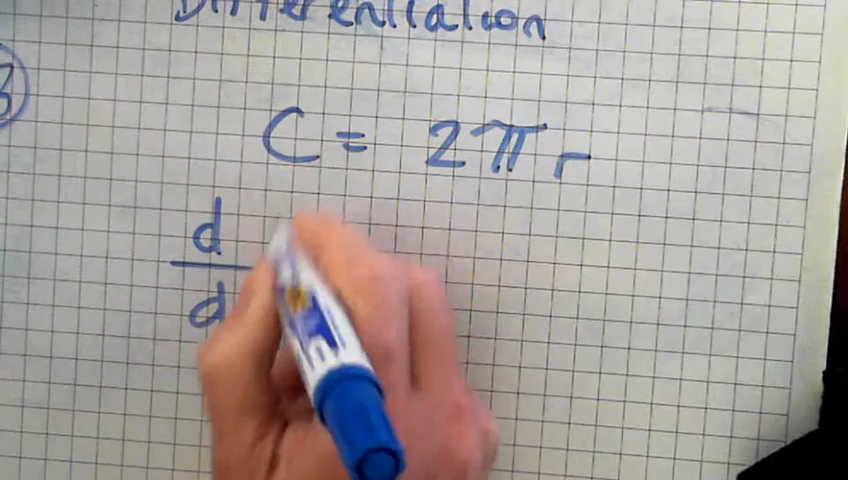 Differentiation
3
C = 2πr
d
d